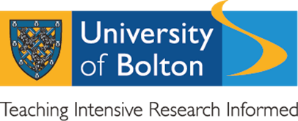 University
of Bolton
Teaching Intensive Research Informed